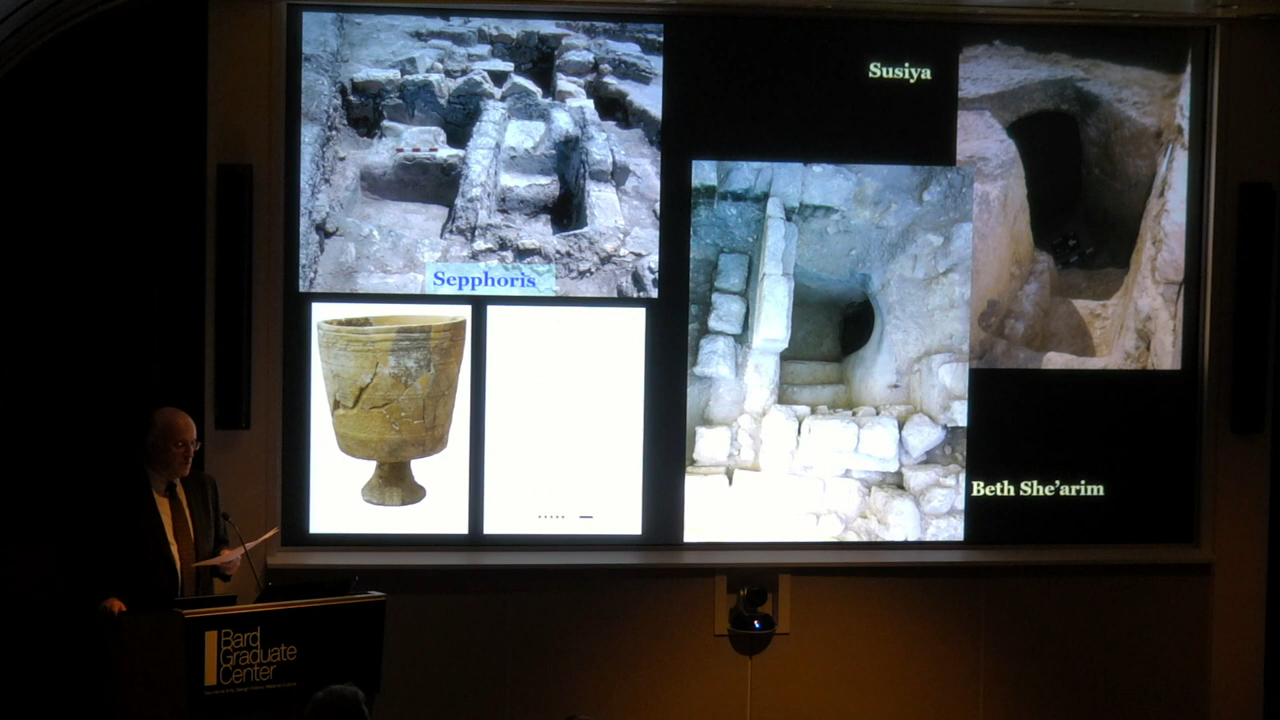 Susiya
Sepphoris
Beth She'arim
Bard
Graduate
Center